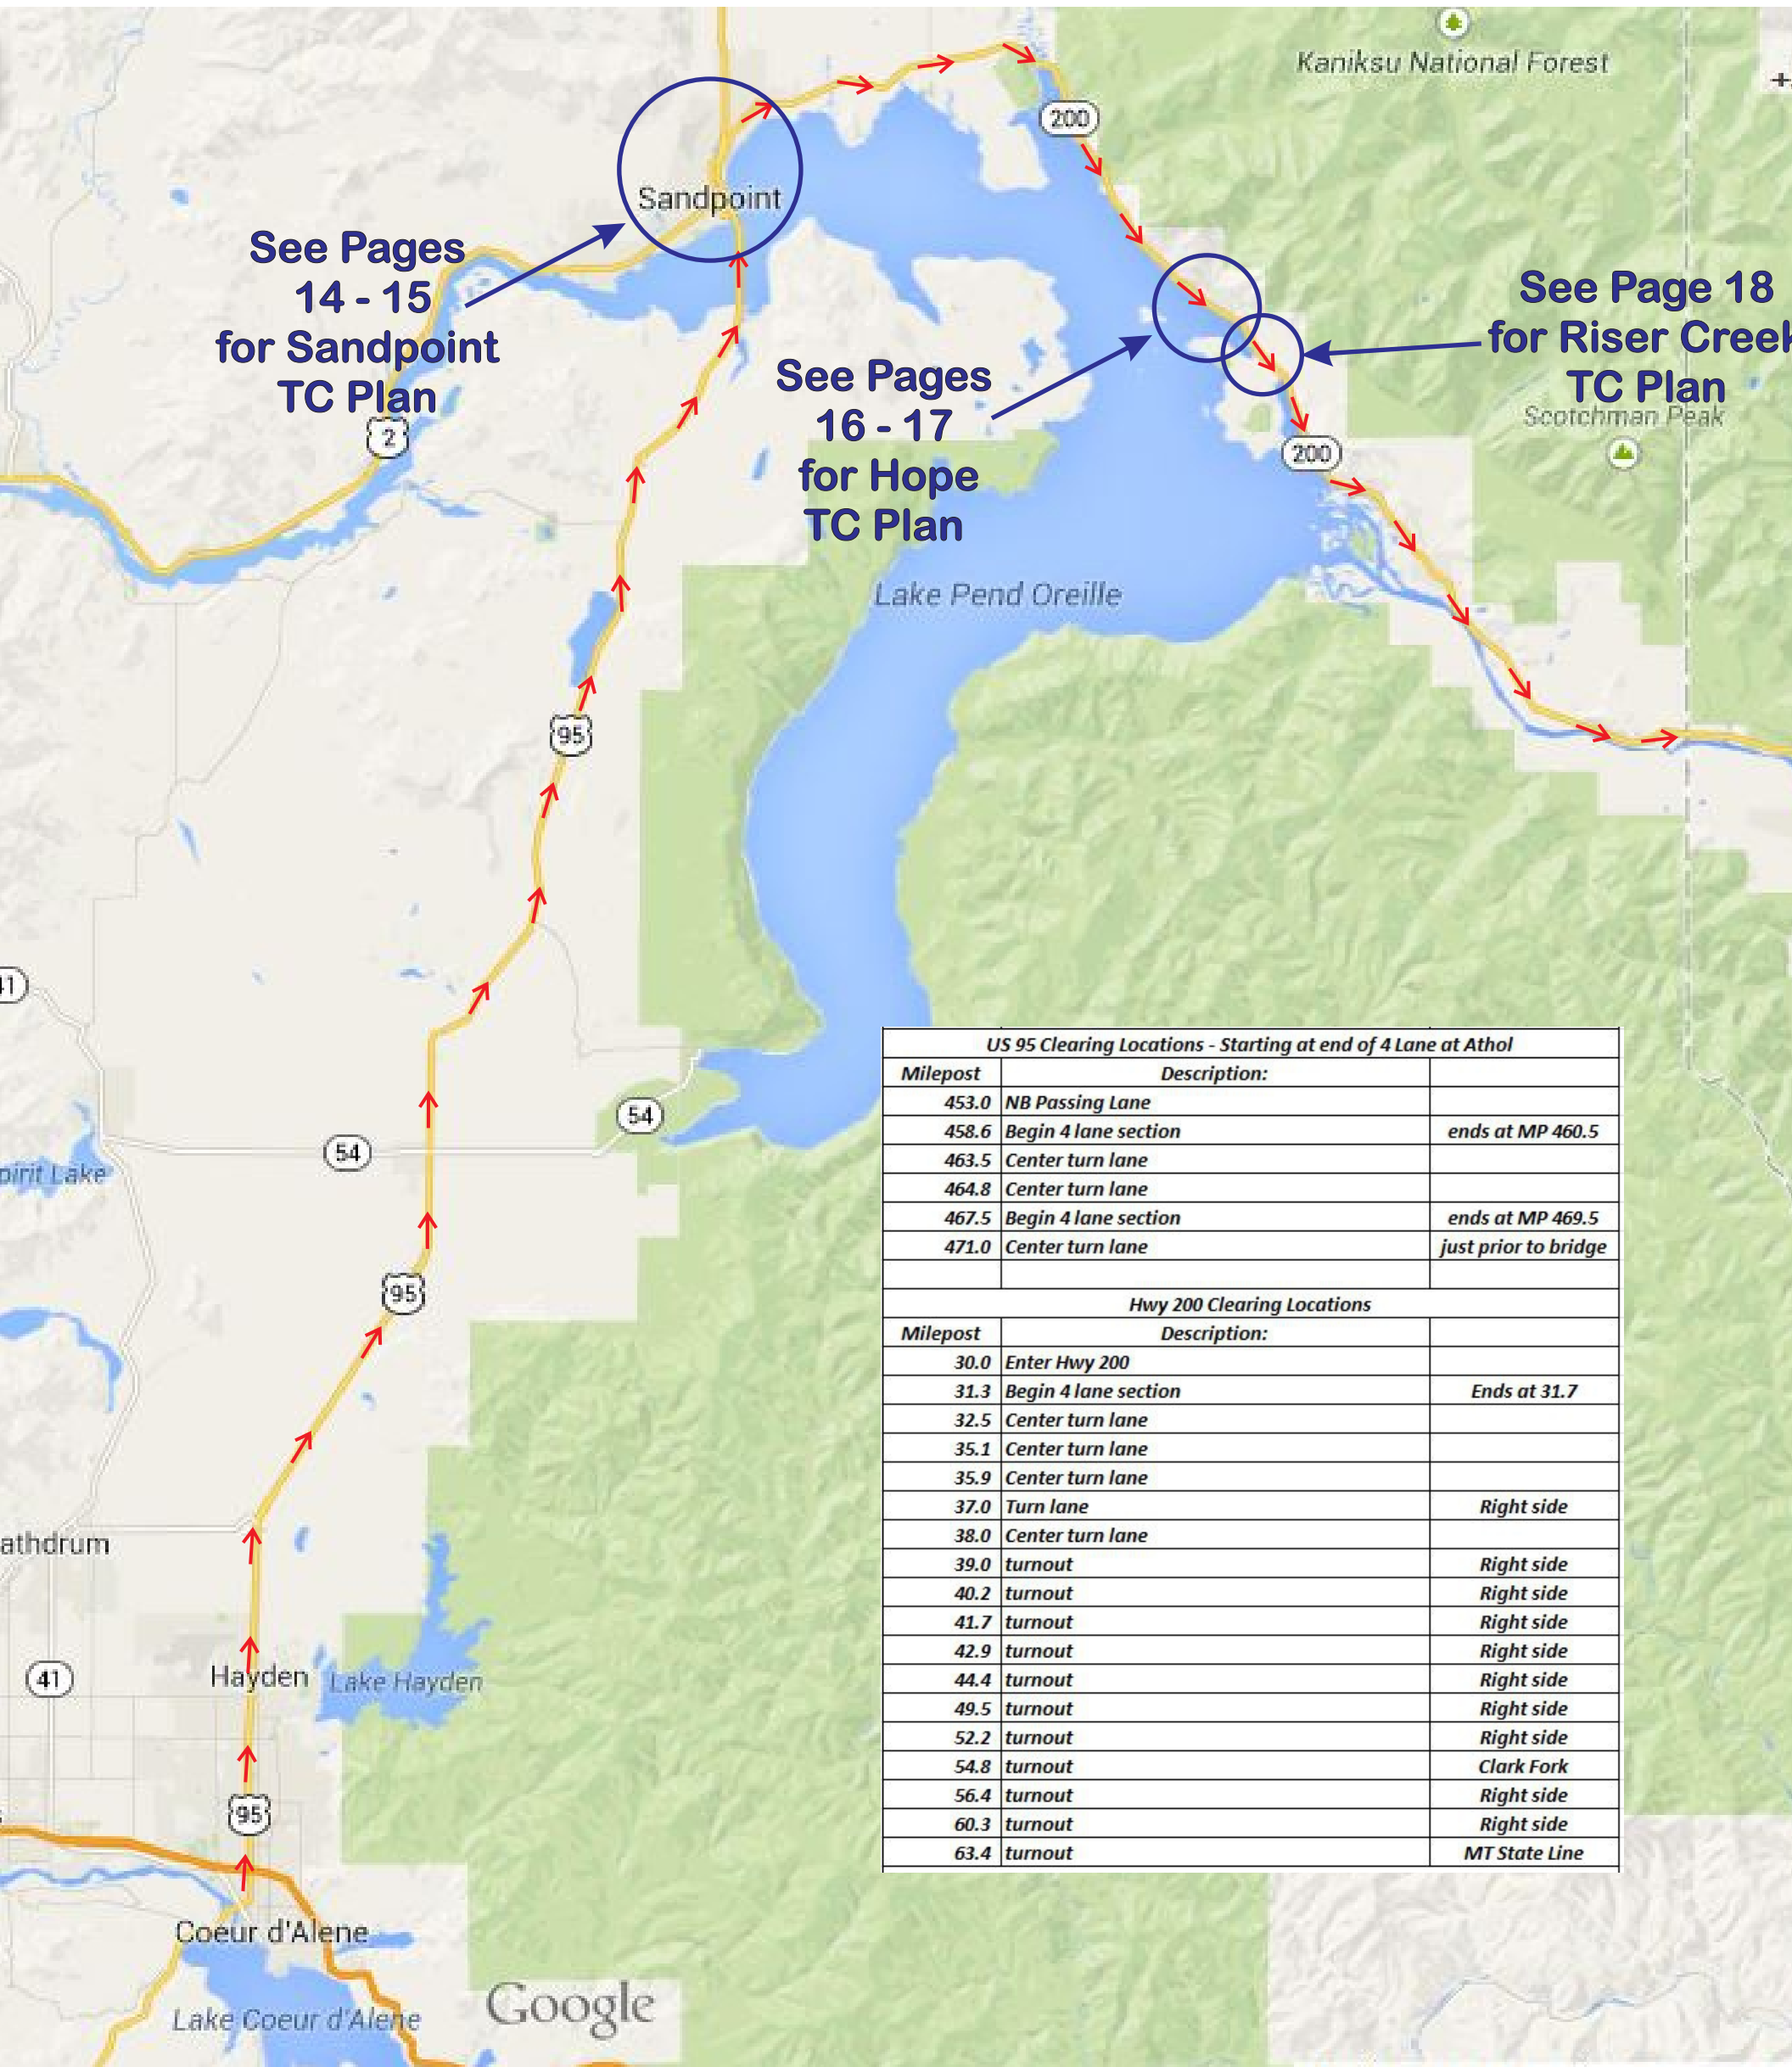 Kaniksu National Forest
200
Sandpoint
See Pages
14 - 15
for Sandpoint
TC Plan
See Page 18
for Riser Creek
TC Plan
See Pages
16 - 17
for Hope
TC Plan
Scotchman Peak
2
200
Lake Pend Oreille
95
41
54
54
pirit Lake
95
US 95 Clearing Locations - Starting at end of 4 Lane at Athol
Milepost Description:
453.0 NB Passing Lane
458.6 Begin 4 lane section ends at MP 460.5
463.5 Center turn lane
464.8 Center turn lane
467.5 Begin 4 lane section ends at MP 469.5
471.0 Center turn lane just prior to bridge
Hwy 200 Clearing Locations
Milepost Description:
30.0 Enter Hwy 200
31.3 Begin 4 lane section Ends at 31.7
32.5 Center turn lane
35.1 Center turn lane
35.9 Center turn lane
37.0 Turn lane Right side
38.0 Center turn lane
39.0 turnout Right side
40.2 turnout Right side
41.7 turnout Right side
42.9 turnout Right side
44.4 turnout Right side
49.5 turnout Right side
52.2 turnout Right side
54.8 turnout Clark Fork
56.4 turnout Right side
60.3 turnout Right side
63.4 turnout MT State Line
athdrum
41
Hayden
Lake Hayden
95
Coeur d'Alene
Lake Coeur d'Alene
Google